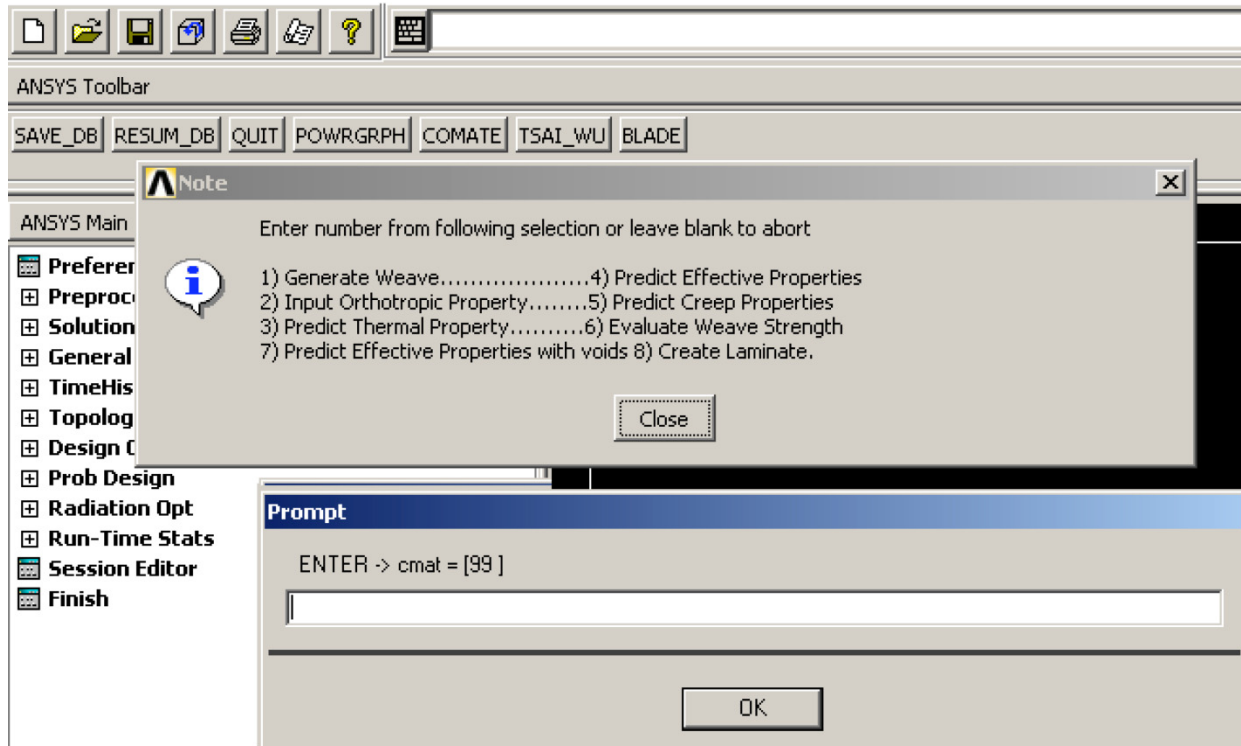 ANSYS Toolbar
SAVE_DB RESUM_DB QUIT POWRGRPH COMATE TSAI_WU BLADE
Note
Enter number from following selection or leave blank to abort
1) Generate Weave....................4) Predict Effective Properties
2) Input Orthotropic Property........5) Predict Creep Properties
3) Predict Thermal Property..........6) Evaluate Weave Strength
7) Predict Effective Properties with voids 8) Create Laminate.
Close
ANSYS Main
Preferen
Preproc
Solution
General
TimeHis
Topolog
Design O
Prob Design
Radiation Opt
Run-Time Stats
Session Editor
Finish
Prompt
ENTER -> cmat = [99 ]
OK